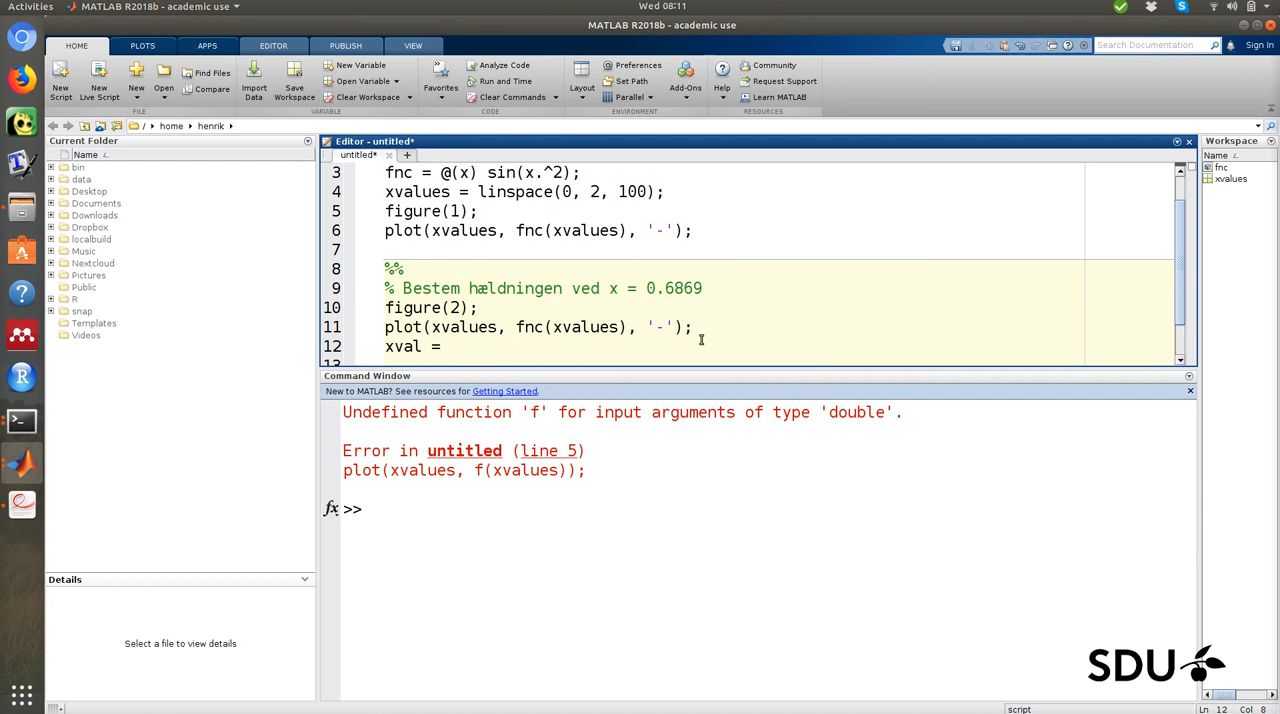 Activities
MATLAB R2018b - academic use
Wed 08:11
MATLAB R2018b - academic use
HOME PLOTS APPS EDITOR PUBLISH VIEW
Search Documentation
Sign In
New Script
New Live Script
New
Open
Find Files
Compare
FILE
Import Data
Save Workspace
New Variable
Open Variable
Clear Workspace
VARIABLE
Favorites
Analyze Code
Run and Time
Clear Commands
CODE
Layout
Preferences
Set Path
Parallel
ENVIRONMENT
Add-Ons
Help
Community
Request Support
Learn MATLAB
RESOURCES
/ home henrik
Current Folder
Name
bin
data
Desktop
Documents
Downloads
Dropbox
localbuild
Music
Nextcloud
Pictures
Public
R
snap
Templates
Videos
Details
Select a file to view details
Editor - untitled*
untitled*
3 fnc = @(x) sin(x.^2);
4 xvalues = linspace(0, 2, 100);
5 figure(1);
6 plot(xvalues, fnc(xvalues), '-');
7
8 %%
9 % Bestem hældningen ved x = 0.6869
10 figure(2);
11 plot(xvalues, fnc(xvalues), '-');
12 xval =
13
Command Window
New to MATLAB? See resources for Getting Started.
Undefined function 'f' for input arguments of type 'double'.
Error in untitled (line 5)
plot(xvalues, f(xvalues));
fx >>
Workspace
Name
fnc
xvalues
SDU
script
Ln 12 Col 8